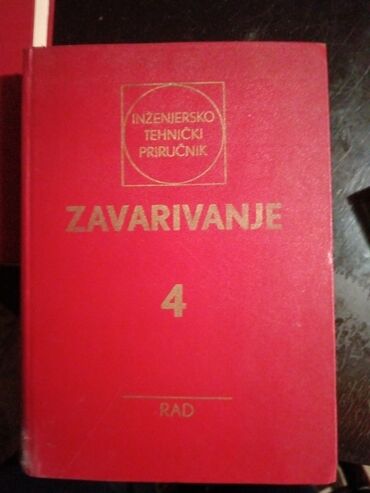 INŽENJERSKO
TEHNIČKI
PRIRUČNIK
ZAVARIVANJE
4
RAD